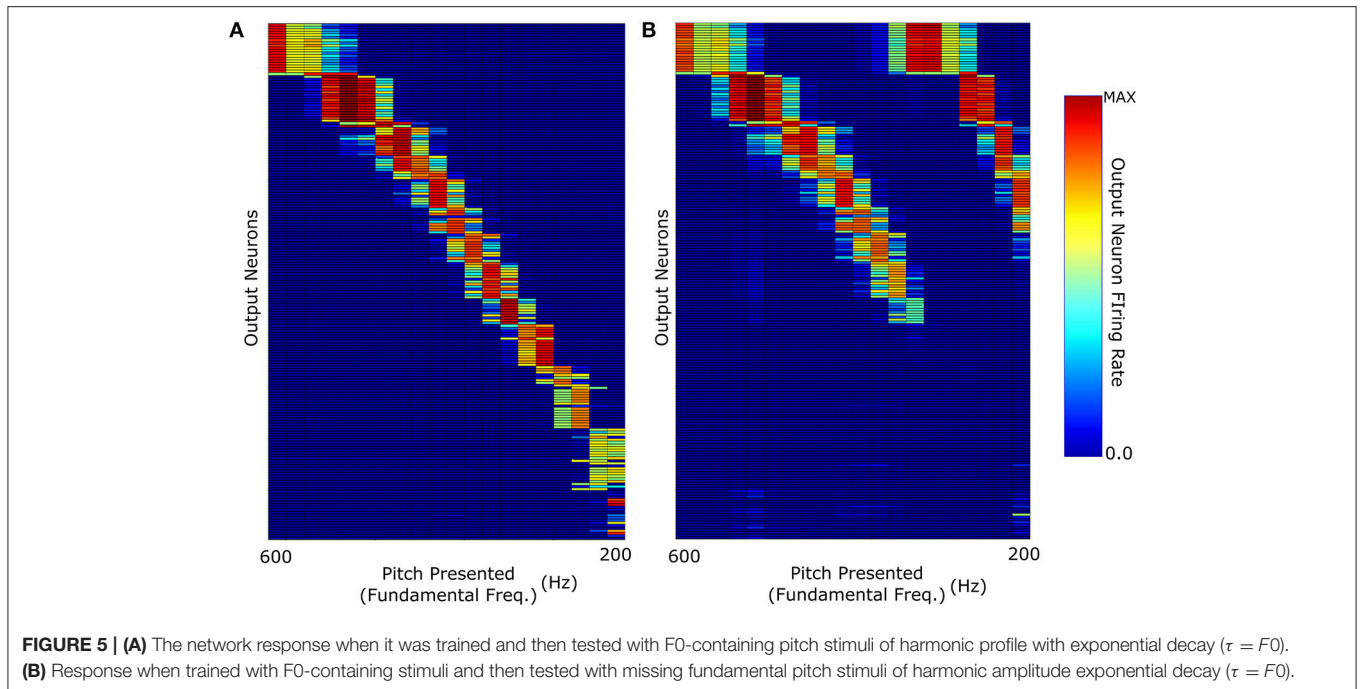 A
B
Output Neurons
Output Neurons
MAX
Output Neuron FIring Rate
0.0
600
200
600
200
Pitch Presented
(Fundamental Freq.) (Hz)
Pitch Presented
(Fundamental Freq.) (Hz)
FIGURE 5 | (A) The network response when it was trained and then tested with F0-containing pitch stimuli of harmonic profile with exponential decay (τ = F0).
(B) Response when trained with F0-containing stimuli and then tested with missing fundamental pitch stimuli of harmonic amplitude exponential decay (τ = F0).